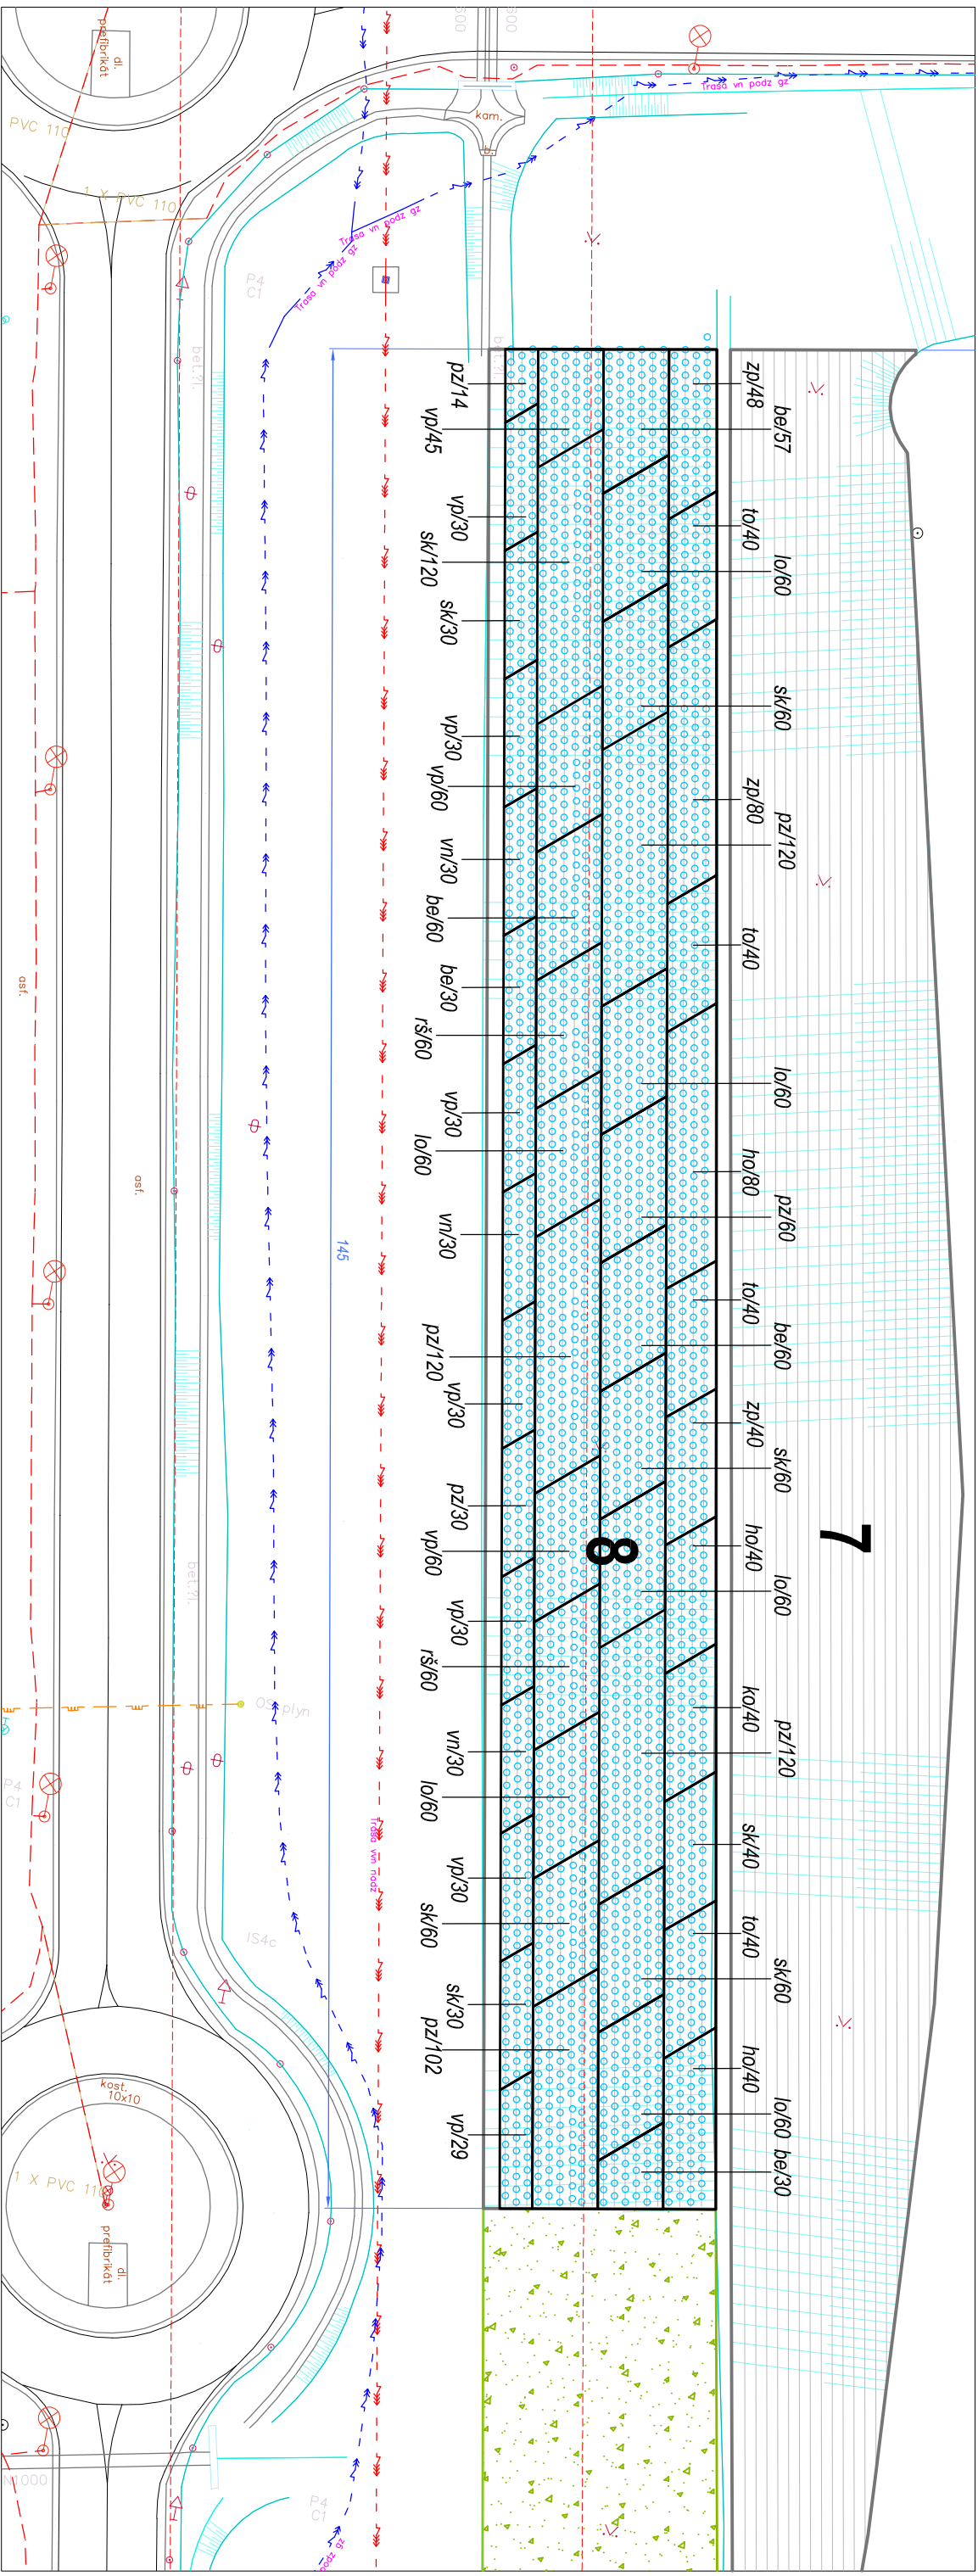 7
8
zp/48
be/57
to/40
lo/60
sk/60
zp/80
pz/120
to/40
lo/60
ho/80
pz/60
to/40
be/60
zp/40
sk/60
ho/40
lo/60
ko/40
pz/120
sk/40
to/40
sk/60
ho/40
lo/60
be/30
pz/14
vp/45
vp/30
sk/120
sk/30
vp/30
vp/60
vn/30
be/60
be/30
rš/60
vp/30
lo/60
vn/30
pz/120
vp/30
pz/30
vp/60
vp/30
rš/60
vn/30
lo/60
vp/30
sk/60
sk/30
pz/102
vp/29
145
Trasa vn podz gz
Trasa vn podz gz
Trasa vn podz gz
Trasa vvn nadz
kam.
b.
dl.
prefibrikát
PVC 110
1 X PVC 110
P4
C1
bet.?l.
bet.?l.
asf.
asf.
bet.?l.
OS plyn
P4
C1
IS4c
kost.
10x10
1 X PVC 110
dl.
prefibrikát
P4
C1